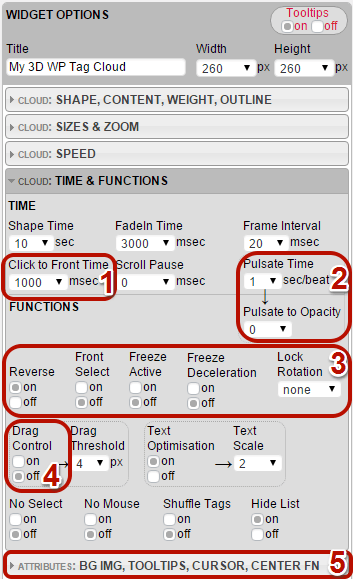 WIDGET OPTIONS
Tooltips
on off
Title Width Height
My 3D WP Tag Cloud 260 px 260 px
CLOUD: SHAPE, CONTENT, WEIGHT, OUTLINE
CLOUD: SIZES & ZOOM
CLOUD: SPEED
CLOUD: TIME & FUNCTIONS
TIME
Shape Time FadeIn Time Frame Interval
10 sec 3000 msec 20 msec
Click to Front Time Scroll Pause Pulsate Time
1000 msec 1 0 msec 1 sec/beat 2
↓
Pulsate to Opacity
0
FUNCTIONS
3
Reverse Front Select Freeze Active Freeze Deceleration Lock Rotation
on on on on none
off off off off
Drag Control Drag Threshold Text Optimisation Text Scale
on → 4 px on → 2
off 4 off
No Select No Mouse Shuffle Tags Hide List
on on on on
off off off off
ATTRIBUTES: BG IMG, TOOLTIPS, CURSOR, CENTER FN 5